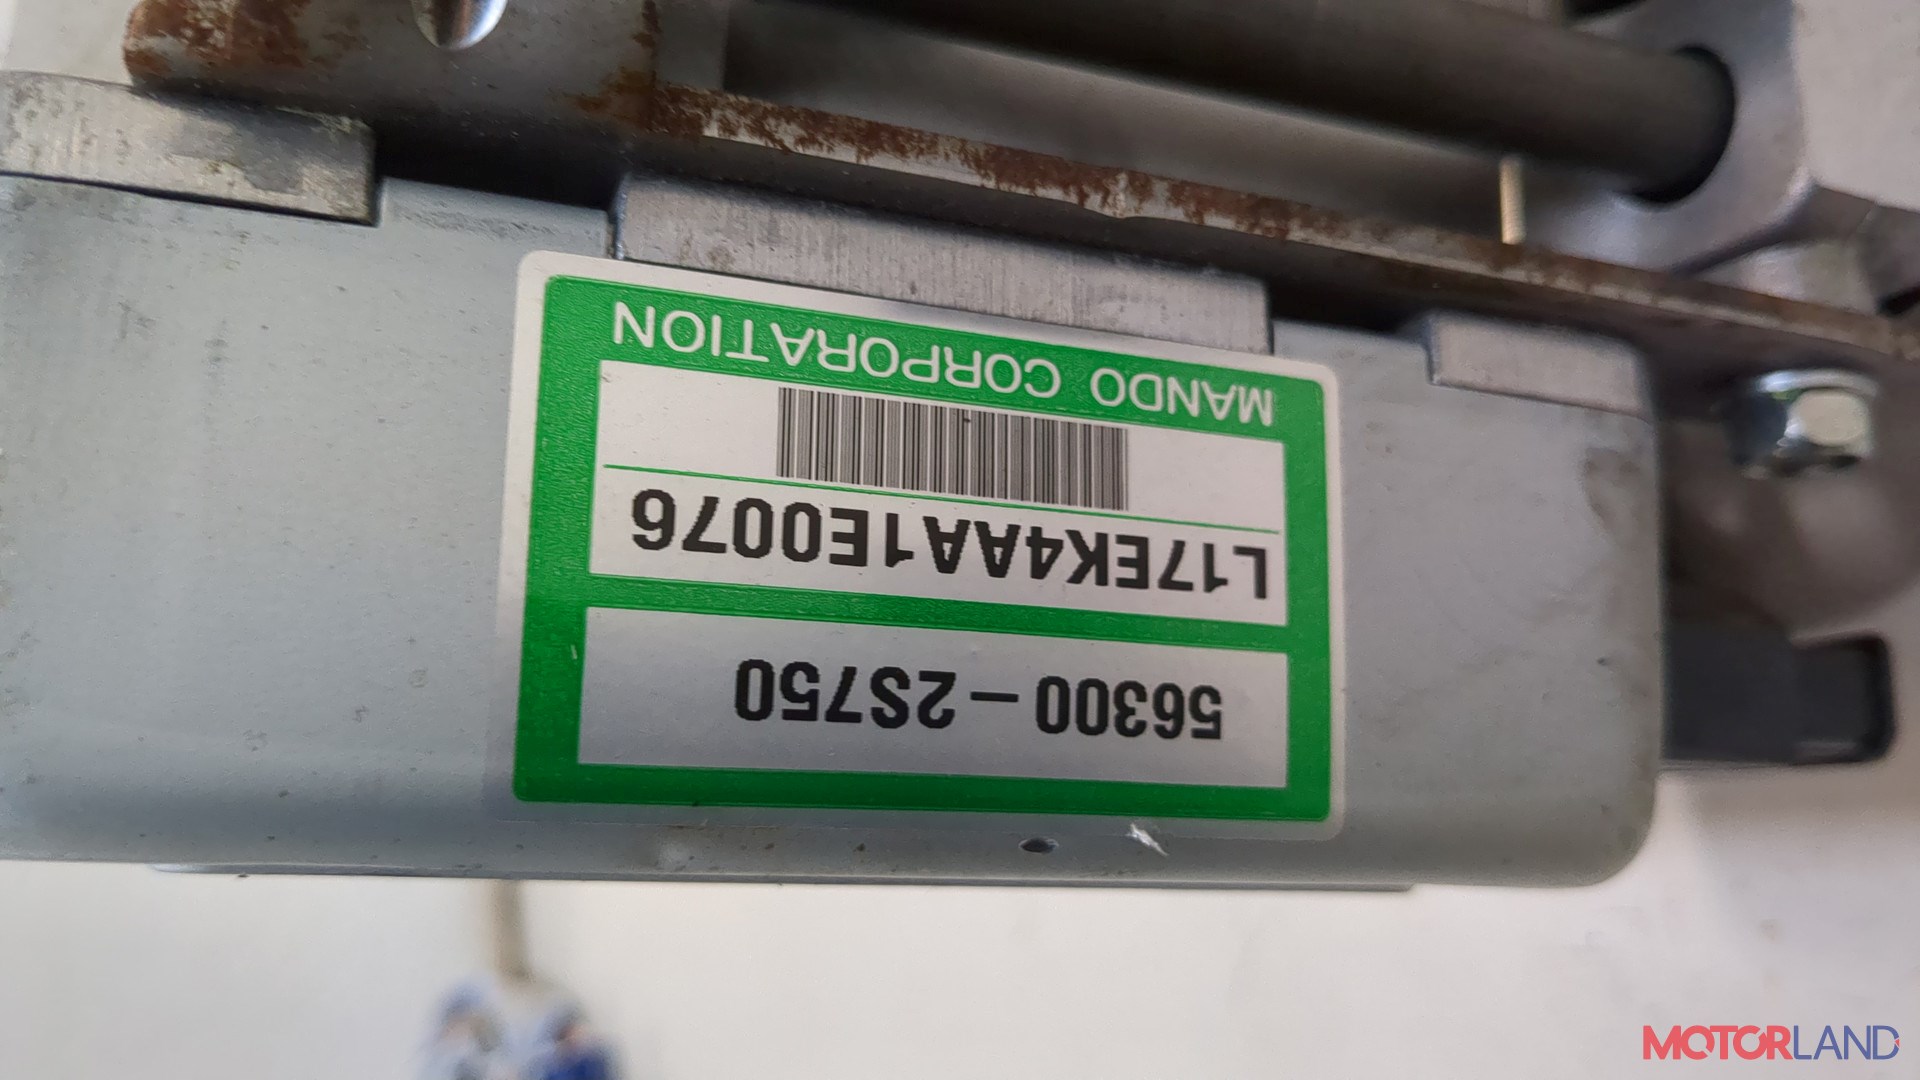 56300-2S750
L17EK4AA1E0076
MANDO CORPORATION
MOTORLAND